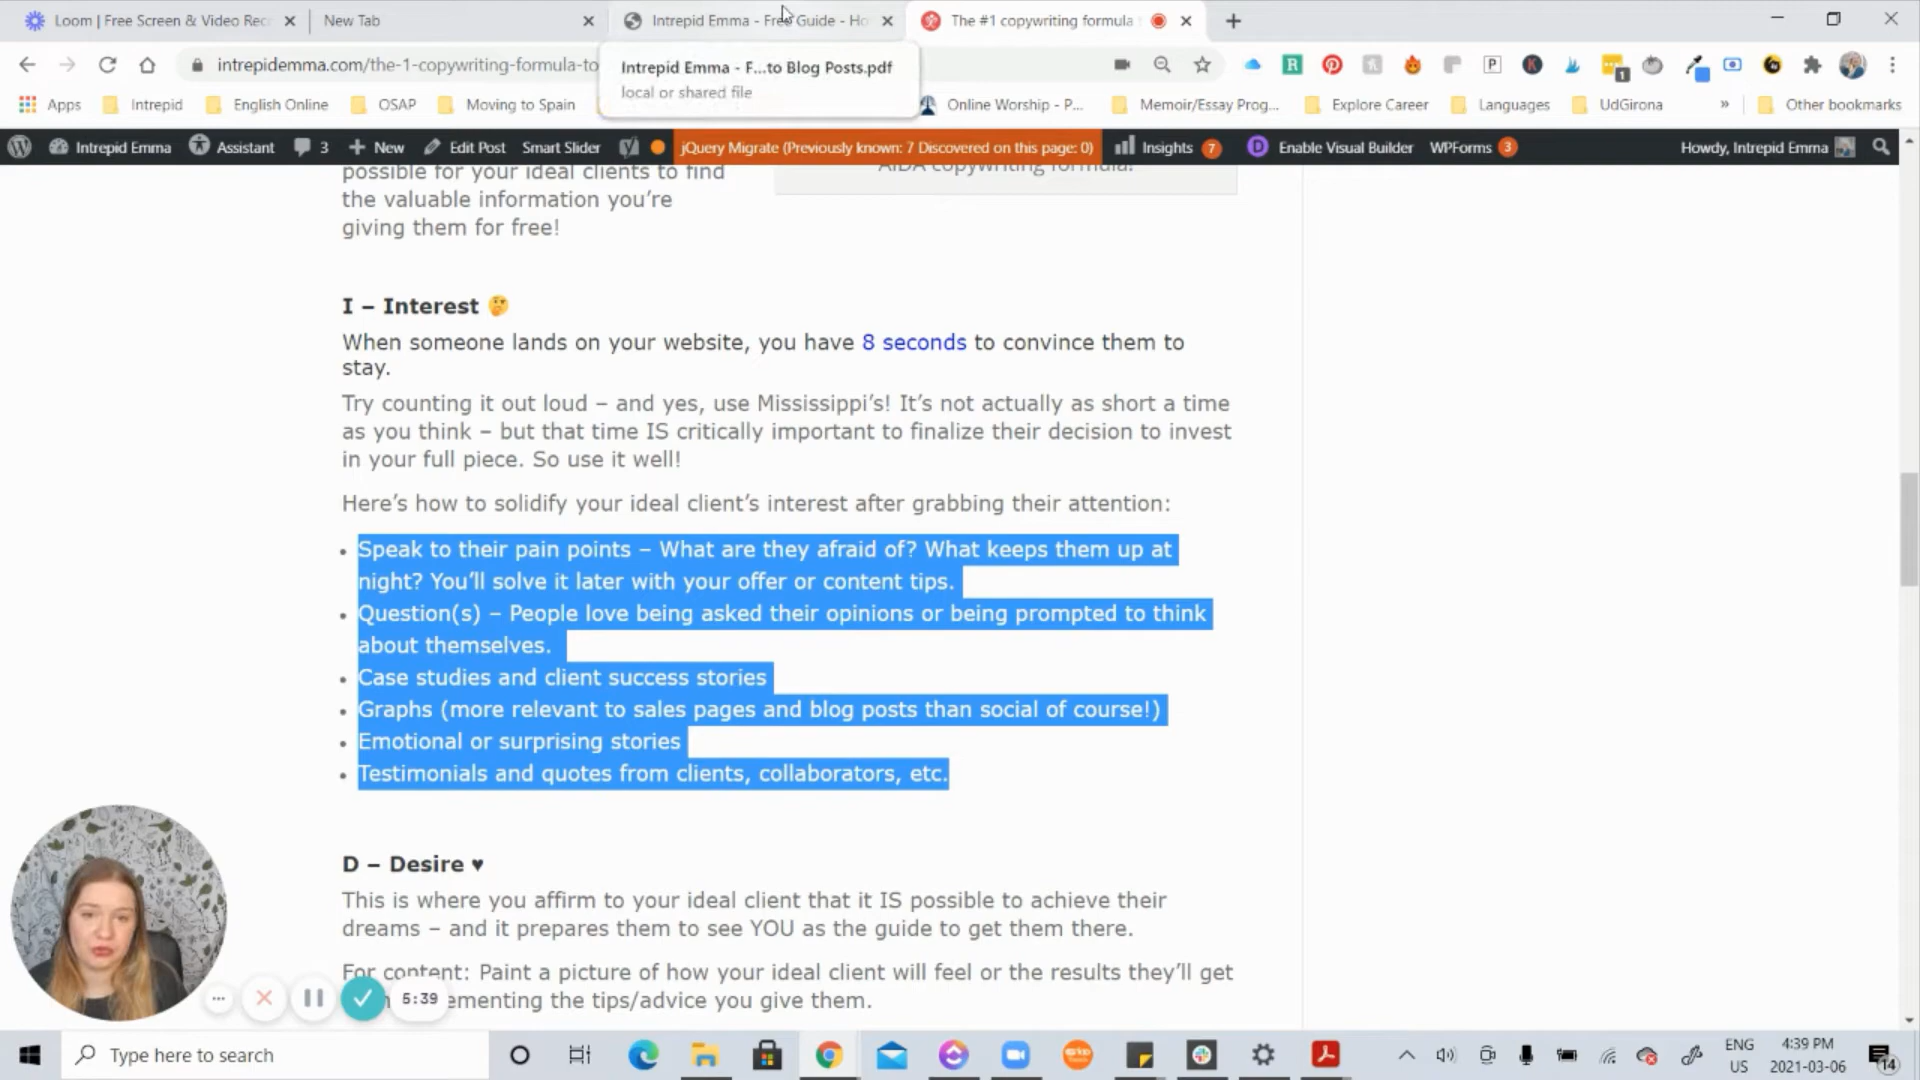 Loom | Free Screen & Video Rec
New Tab
Intrepid Emma - Free Guide - Ho
The #1 copywriting formula
intrepidemma.com/the-1-copywriting-formula-to
Intrepid Emma - F...to Blog Posts.pdf
local or shared file
Apps
Intrepid
English Online
OSAP
Moving to Spain
Online Worship - P...
Memoir/Essay Prog...
Explore Career
Languages
UdGirona
»
Other bookmarks
Intrepid Emma
Assistant
3
New
Edit Post
Smart Slider
jQuery Migrate (Previously known: 7 Discovered on this page: 0)
Insights 7
Enable Visual Builder
WPForms 3
Howdy, Intrepid Emma
possible for your ideal clients to find
the valuable information you're
giving them for free!
AIDA copywriting formula!
I – Interest 🤔
When someone lands on your website, you have 8 seconds to convince them to
stay.
Try counting it out loud – and yes, use Mississippi's! It's not actually as short a time
as you think – but that time IS critically important to finalize their decision to invest
in your full piece. So use it well!
Here's how to solidify your ideal client's interest after grabbing their attention:
• Speak to their pain points – What are they afraid of? What keeps them up at
night? You'll solve it later with your offer or content tips.
• Question(s) – People love being asked their opinions or being prompted to think
about themselves.
• Case studies and client success stories
• Graphs (more relevant to sales pages and blog posts than social of course!)
• Emotional or surprising stories
• Testimonials and quotes from clients, collaborators, etc.
D – Desire ♥
This is where you affirm to your ideal client that it IS possible to achieve their
dreams – and it prepares them to see YOU as the guide to get them there.
For content: Paint a picture of how your ideal client will feel or the results they'll get
ementing the tips/advice you give them.
5:39
Type here to search
ENG
US
4:39 PM
2021-03-06
14